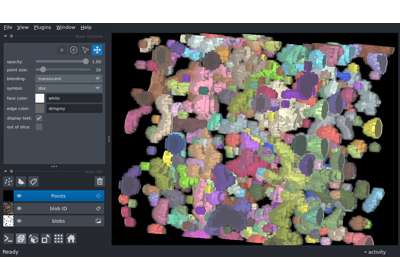 File View Plugins Window Help
opacity: 1.00
point size: 10
blending: translucent
symbol: disc
face color: white
edge color: dimgrey
display text:
out of slice:
Points
blob ID
blobs
Ready
activity